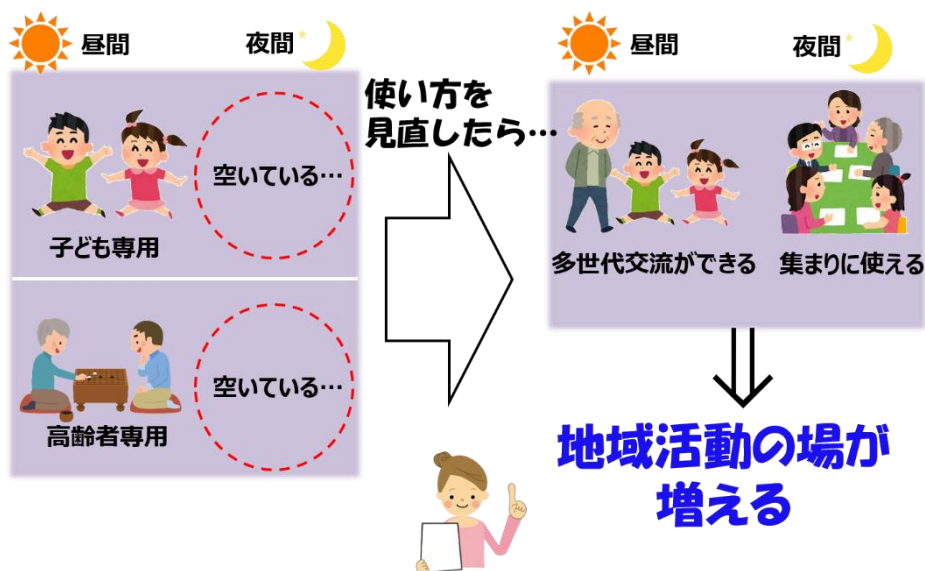 昼間
夜間
空いている…
子ども専用
空いている…
高齢者専用
使い方を
見直したら…
昼間
夜間
多世代交流ができる
集まりに使える
地域活動の場が
増える